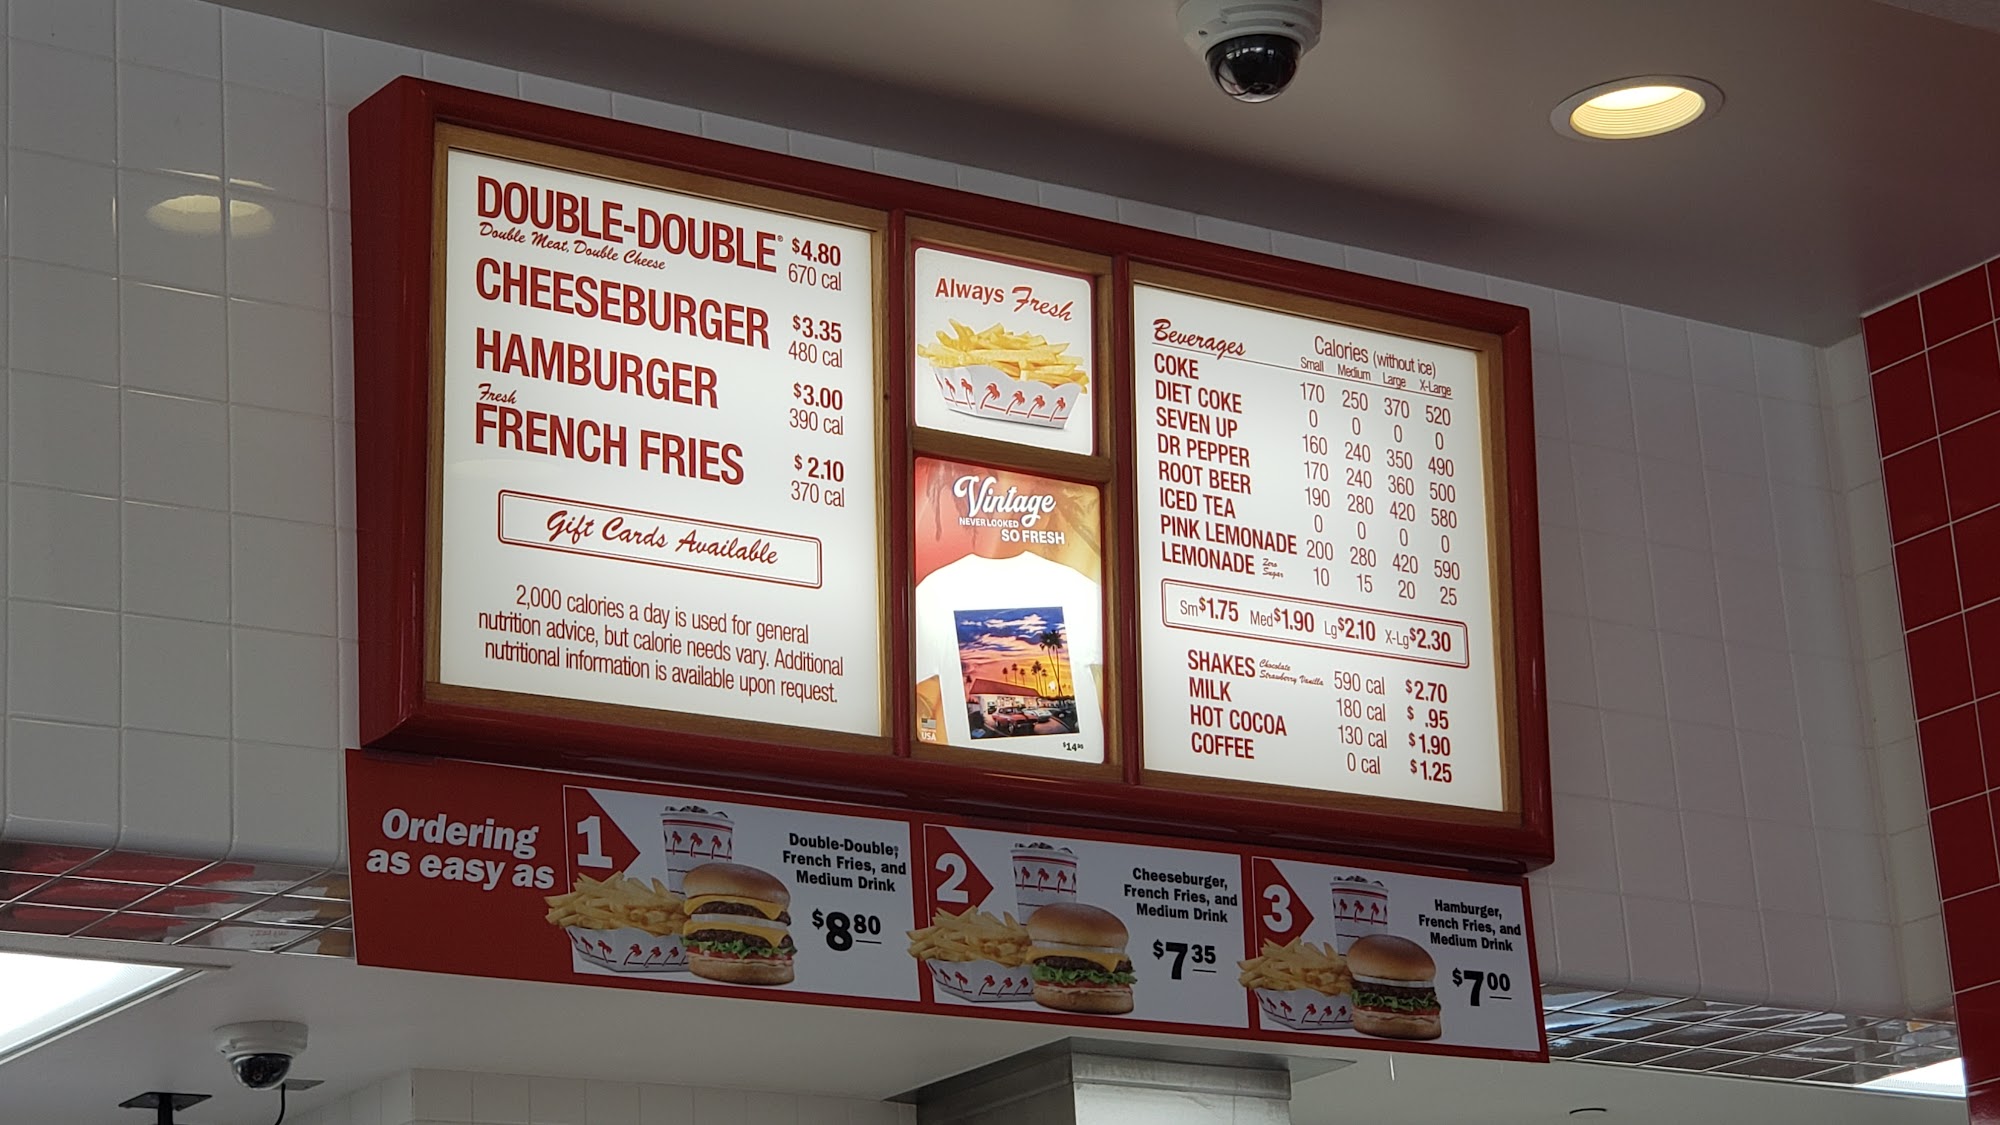 DOUBLE-DOUBLE® $4.80
Double Meat, Double Cheese 670 cal
CHEESEBURGER $3.35
480 cal
HAMBURGER $3.00
390 cal
Fresh
FRENCH FRIES $2.10
370 cal
Gift Cards Available
2,000 calories a day is used for general
nutrition advice, but calorie needs vary. Additional
nutritional information is available upon request.
Always Fresh
Vintage
NEVER LOOKED
SO FRESH
USA
$14
Beverages Calories (without ice)
Small Medium Large X-Large
COKE 170 250 370 520
DIET COKE 0 0 0 0
SEVEN UP 160 240 350 490
DR PEPPER 170 240 360 500
ROOT BEER 190 280 420 580
ICED TEA 0 0 0 0
PINK LEMONADE 200 280 420 590
LEMONADE Zero Sugar 10 15 20 25
Sm $1.75 Med $1.90 Lg $2.10 X-Lg $2.30
SHAKES Chocolate Strawberry Vanilla 590 cal $2.70
MILK 180 cal $ .95
HOT COCOA 130 cal $1.90
COFFEE 0 cal $1.25
Ordering
as easy as
1
Double-Double®,
French Fries, and
Medium Drink
$8.80
2
Cheeseburger,
French Fries, and
Medium Drink
$7.35
3
Hamburger,
French Fries, and
Medium Drink
$7.00